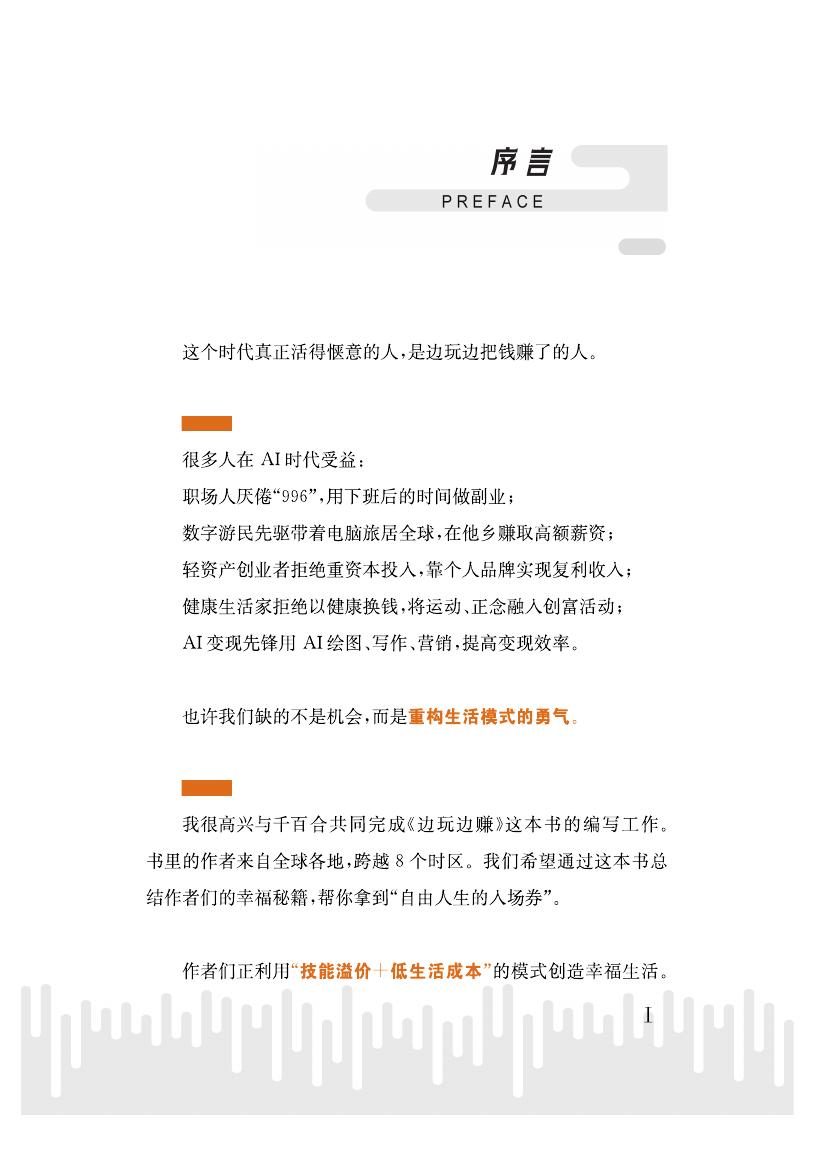 序言
PREFACE
这个时代真正活得惬意的人,是边玩边把钱赚了的人。
很多人在 AI时代受益:
职场人厌倦“996”,用下班后的时间做副业;
数字游民先驱带着电脑旅居全球,在他乡赚取高额薪资;
轻资产创业者拒绝重资本投入,靠个人品牌实现复利收入;
健康生活家拒绝以健康换钱,将运动、正念融入创富活动;
AI变现先锋用 AI绘图、写作、营销,提高变现效率。
也许我们缺的不是机会,而是重构生活模式的勇气。
我很高兴与千百合共同完成《边玩边赚》这本书的编写工作。
书里的作者来自全球各地,跨越 8 个时区。我们希望通过这本书总
结作者们的幸福秘籍,帮你拿到“自由人生的入场券”。
作者们正利用“技能溢价+低生活成本”的模式创造幸福生活。
I